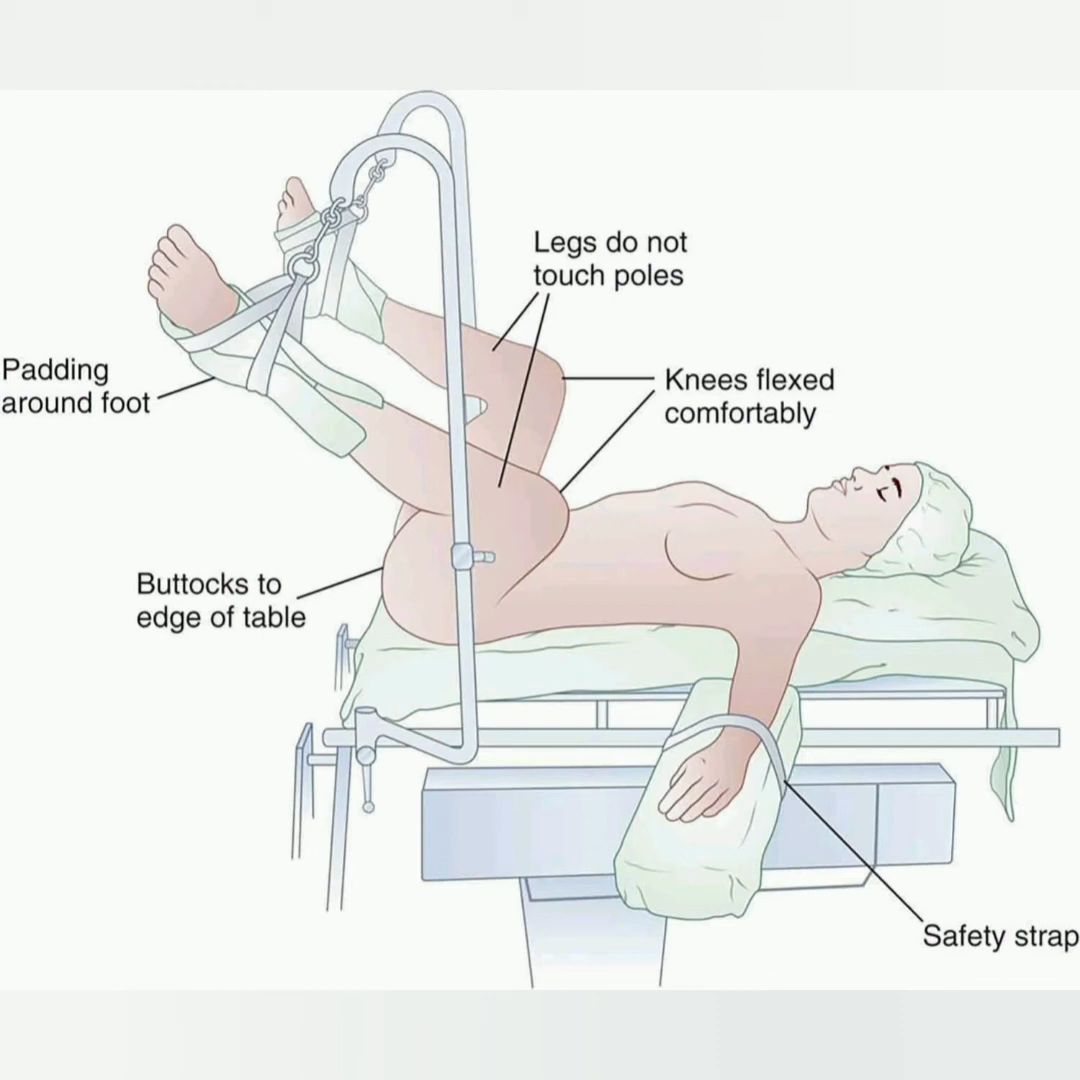 Legs do not
touch poles
Padding
around foot
Knees flexed
comfortably
Buttocks to
edge of table
Safety strap